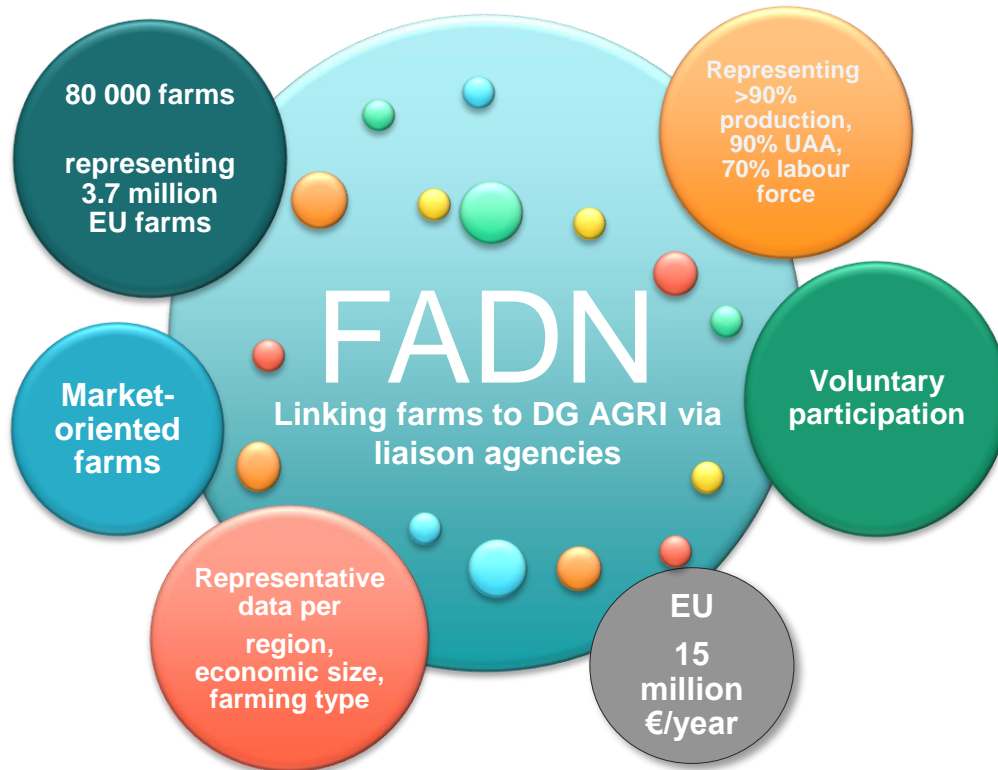 80 000 farms
representing
3.7 million
EU farms
Representing
>90%
production,
90% UAA,
70% labour
force
FADN
Linking farms to DG AGRI via
liaison agencies
Market-
oriented
farms
Voluntary
participation
Representative
data per
region,
economic size,
farming type
EU
15
million
€/year